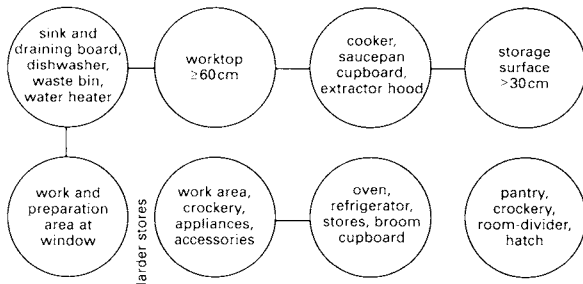 sink and
draining board,
dishwasher,
waste bin,
water heater
worktop
≥60cm
cooker,
saucepan
cupboard,
extractor hood
storage
surface
>30cm
work and
preparation
area at
window
larder stores
work area,
crockery,
appliances,
accessories
oven,
refrigerator,
stores, broom
cupboard
pantry,
crockery,
room-divider,
hatch